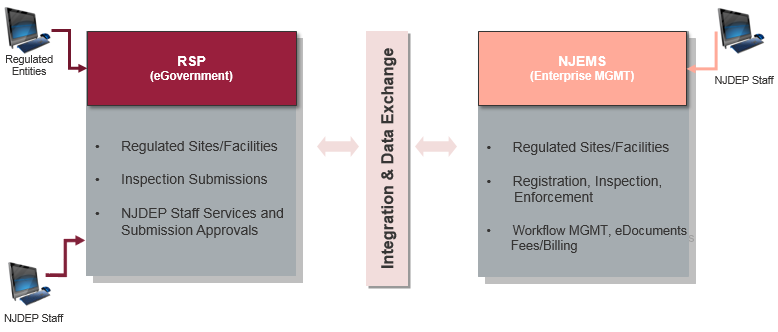 Regulated
Entities
RSP
(eGovernment)
• Regulated Sites/Facilities
• Inspection Submissions
• NJDEP Staff Services and
Submission Approvals
NJDEP Staff
Integration & Data Exchange
NJEMS
(Enterprise MGMT)
• Regulated Sites/Facilities
• Registration, Inspection,
Enforcement
• Workflow MGMT, eDocuments
Fees/Billing
NJDEP Staff